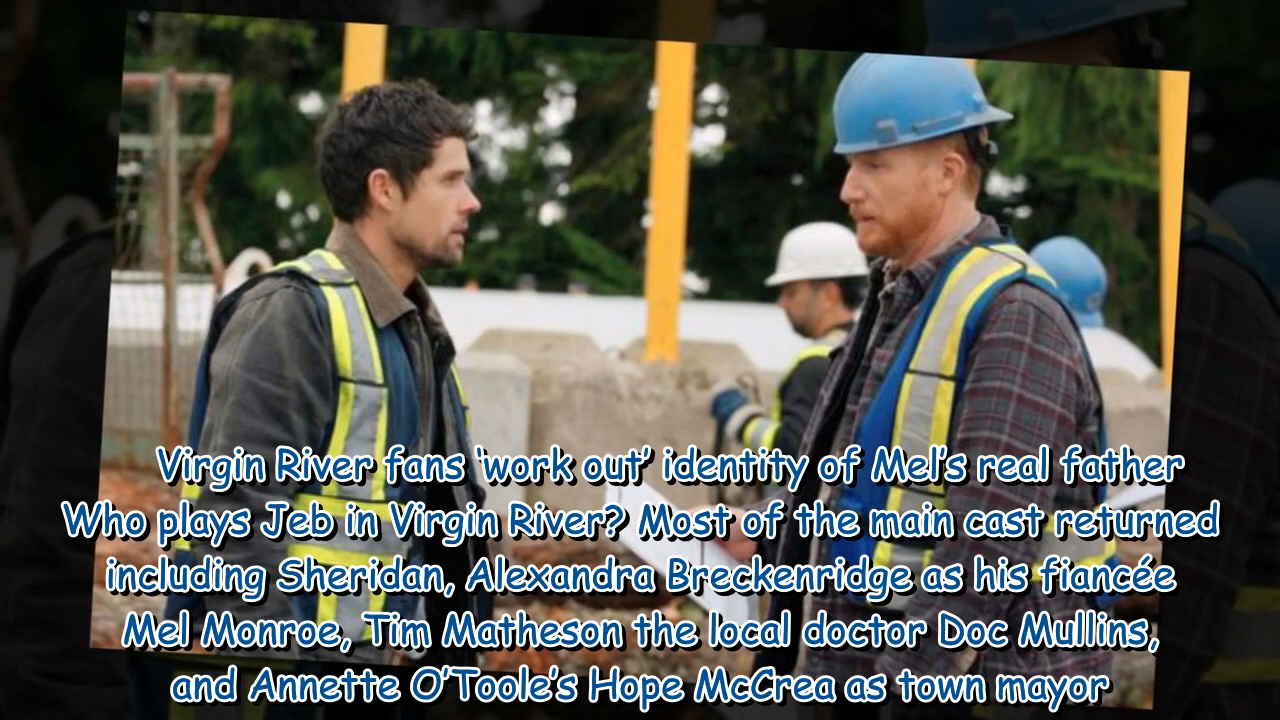 Virgin River fans ‘work out’ identity of Mel’s real father
Who plays Jeb in Virgin River? Most of the main cast returned
including Sheridan, Alexandra Breckenridge as his fiancée
Mel Monroe, Tim Matheson the local doctor Doc Mullins,
and Annette O’Toole’s Hope McCrea as town mayor